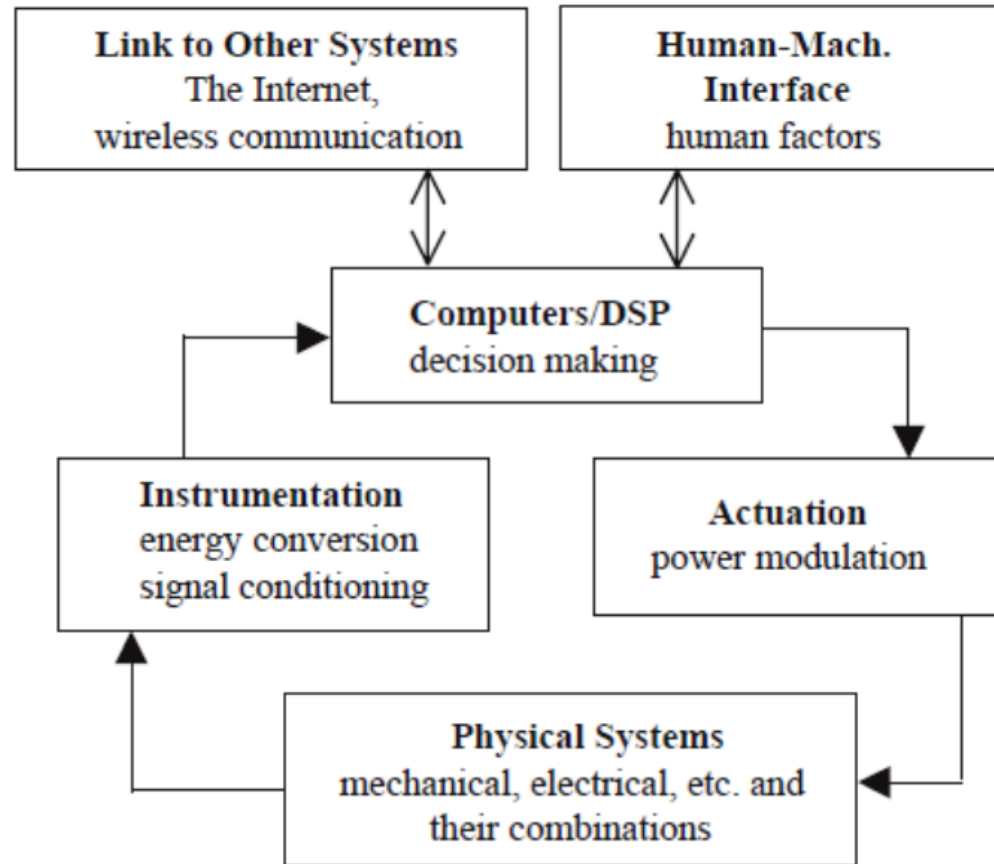 Link to Other Systems
The Internet,
wireless communication
Human-Mach.
Interface
human factors
Computers/DSP
decision making
Instrumentation
energy conversion
signal conditioning
Actuation
power modulation
Physical Systems
mechanical, electrical, etc. and
their combinations